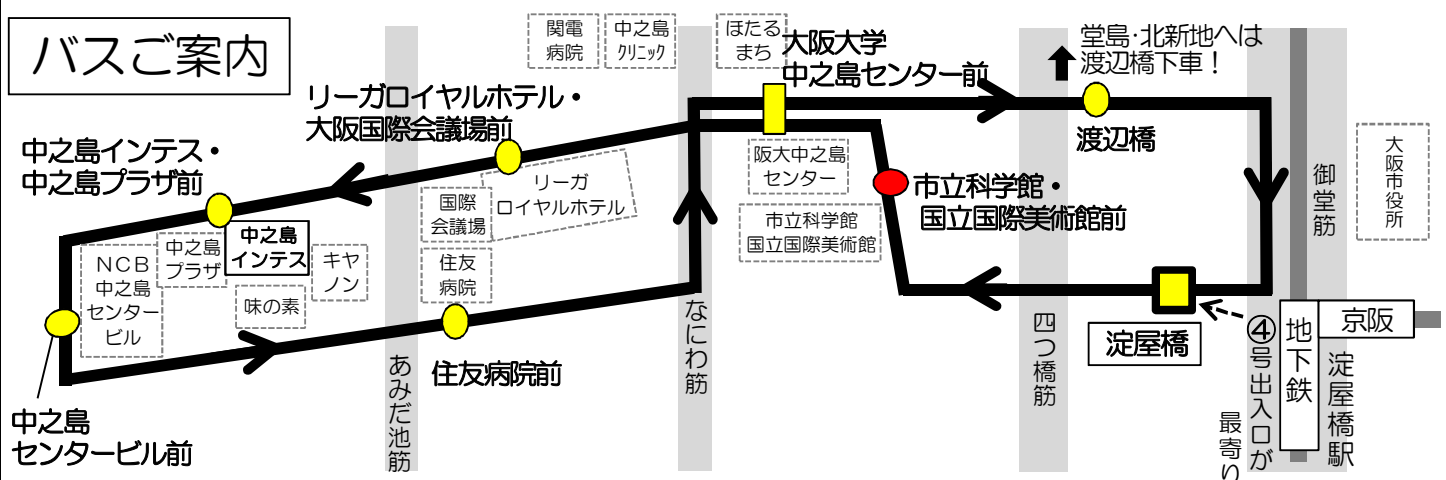 バスご案内
関電
病院
中之島
クリニック
ほたる
まち
大阪大学
中之島センター前
堂島･北新地へは
渡辺橋下車！
リーガロイヤルホテル・
大阪国際会議場前
渡辺橋
中之島インテス・
中之島プラザ前
リーガ
ロイヤルホテル
国際
会議場
阪大中之島
センター
市立科学館・
国立国際美術館前
市立科学館
国立国際美術館
御堂筋
大阪市役所
中之島
プラザ
中之島
インテス
キヤ
ノン
味の素
住友
病院
ＮＣＢ
中之島
センター
ビル
中之島
センタービル前
住友病院前
あみだ池筋
なにわ筋
四つ橋筋
淀屋橋
④号出入口が
最寄り
地下鉄
京阪
淀屋橋駅